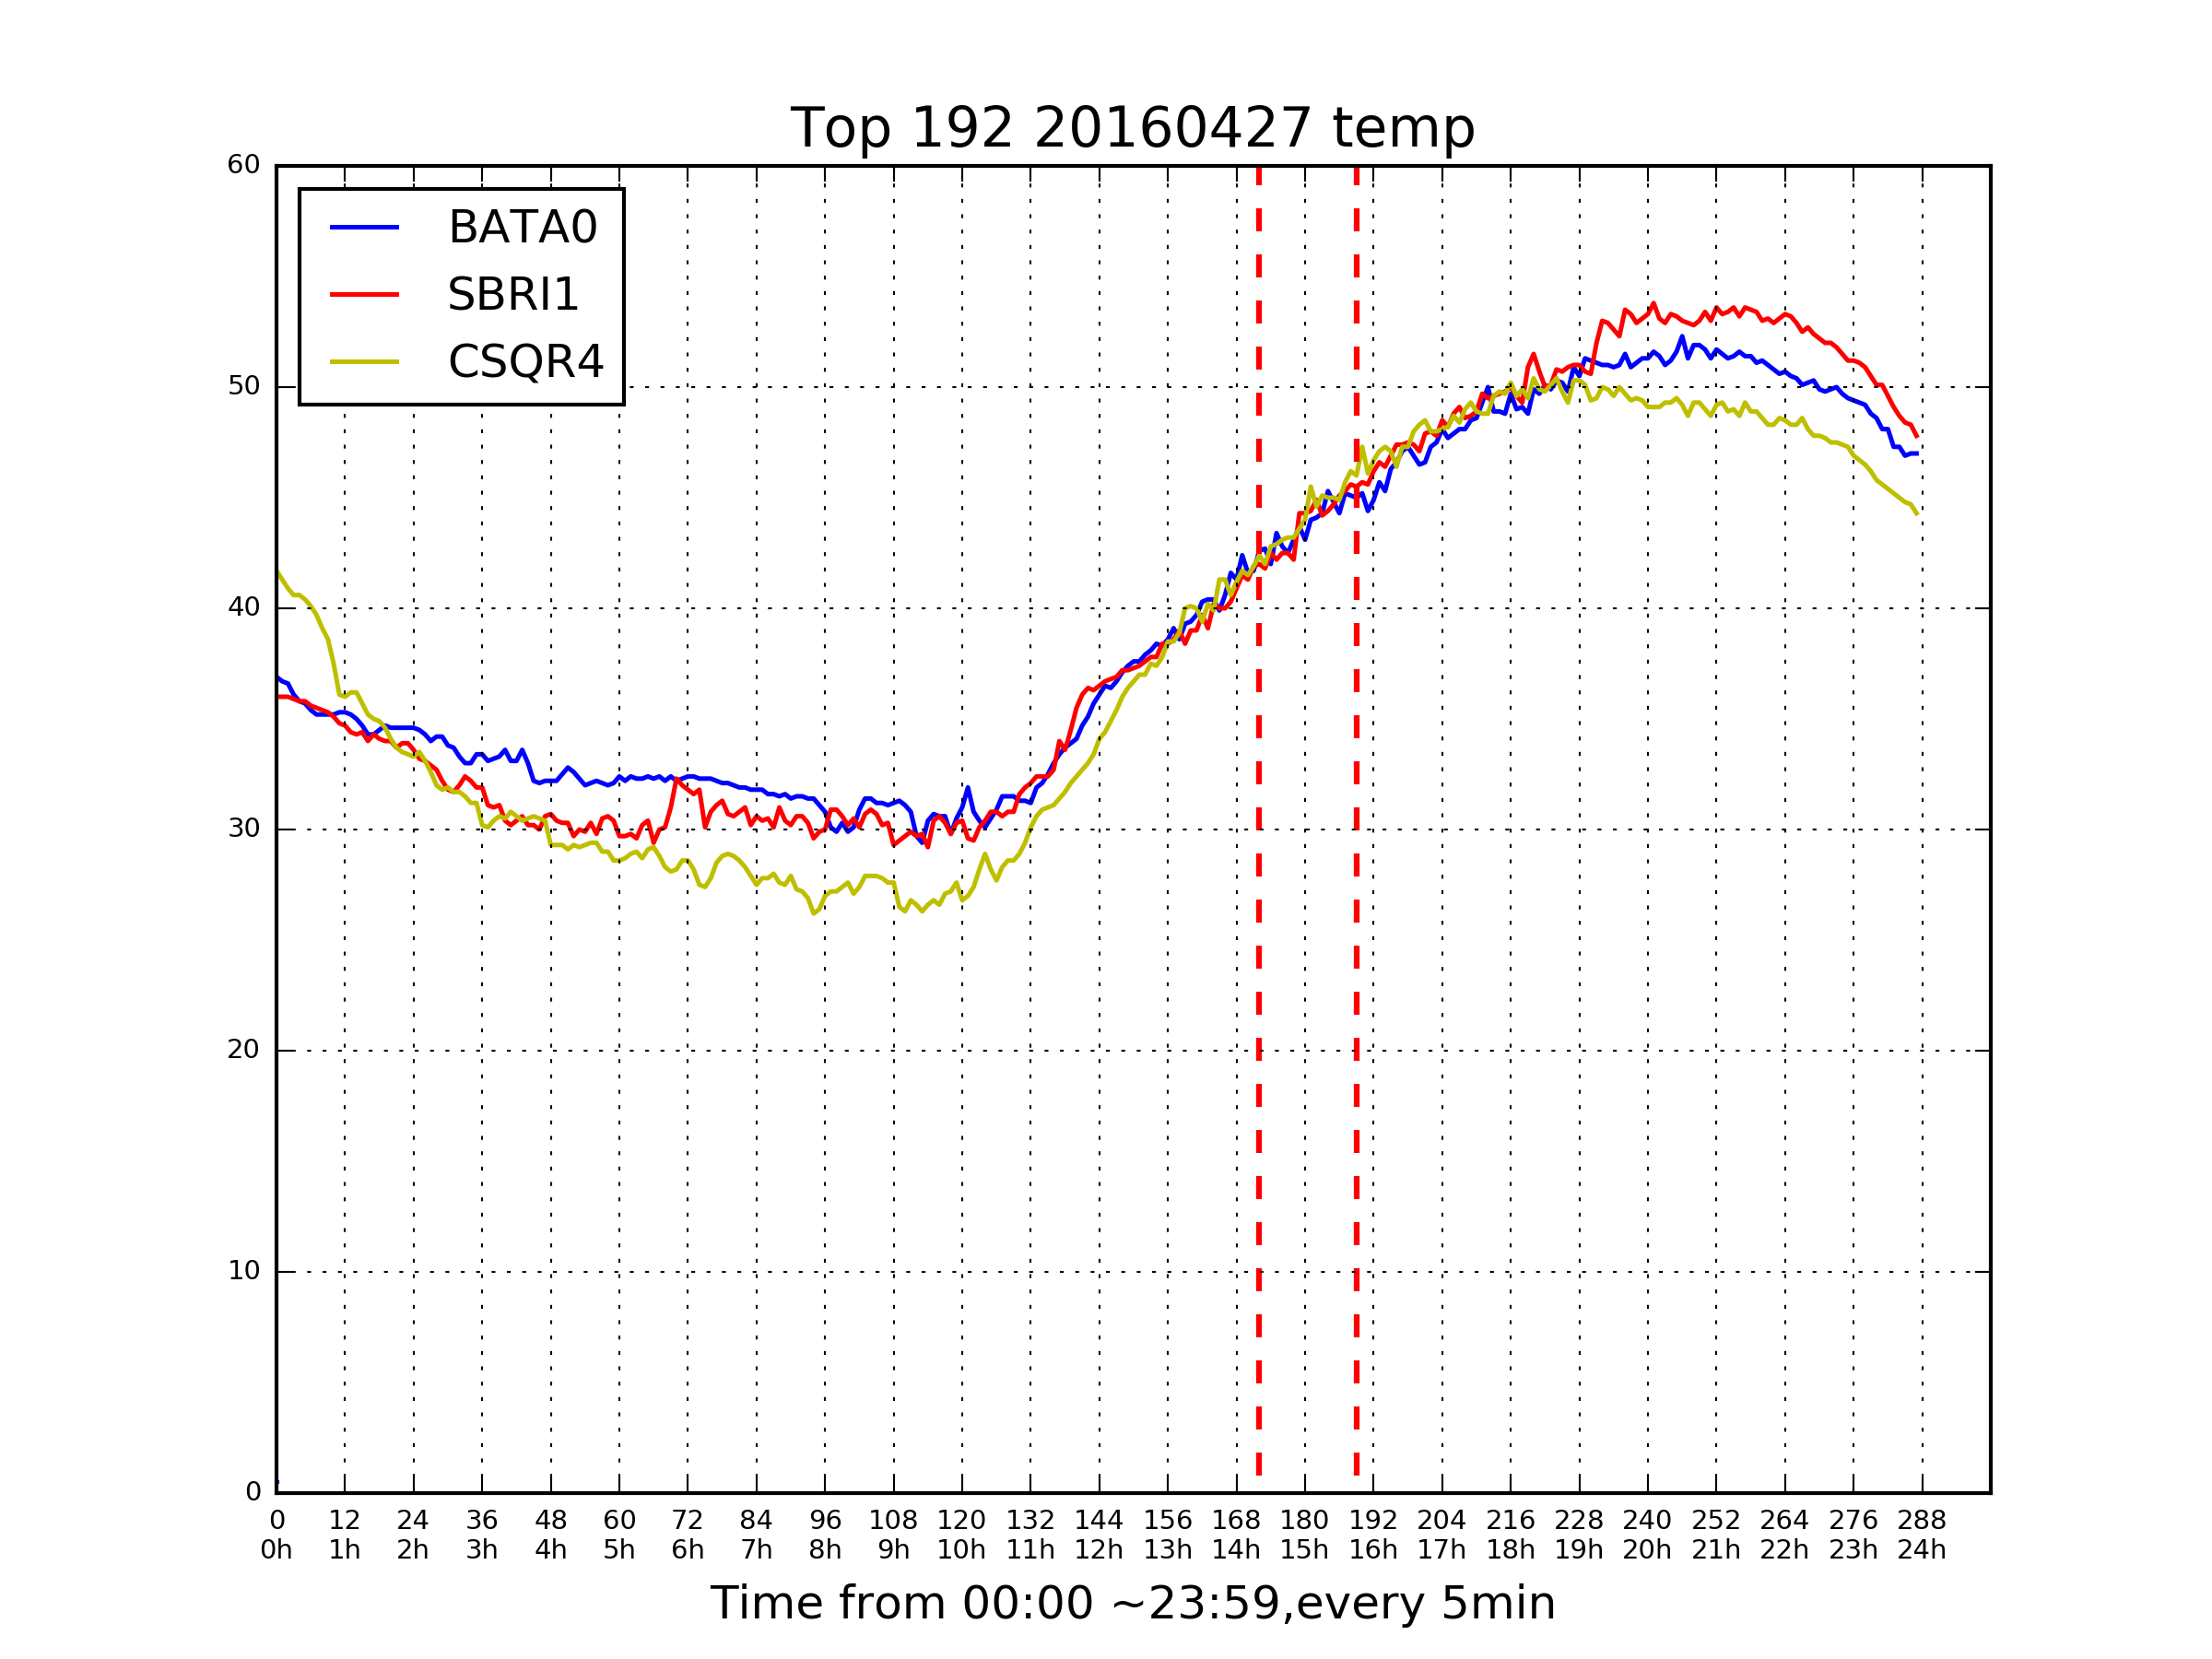 Top 192 20160427 temp
60
50
40
30
20
10
0
BATA0
SBRI1
CSQR4
0 12 24 36 48 60 72 84 96 108 120 132 144 156 168 180 192 204 216 228 240 252 264 276 288
0h 1h 2h 3h 4h 5h 6h 7h 8h 9h 10h 11h 12h 13h 14h 15h 16h 17h 18h 19h 20h 21h 22h 23h 24h
Time from 00:00 ~23:59,every 5min